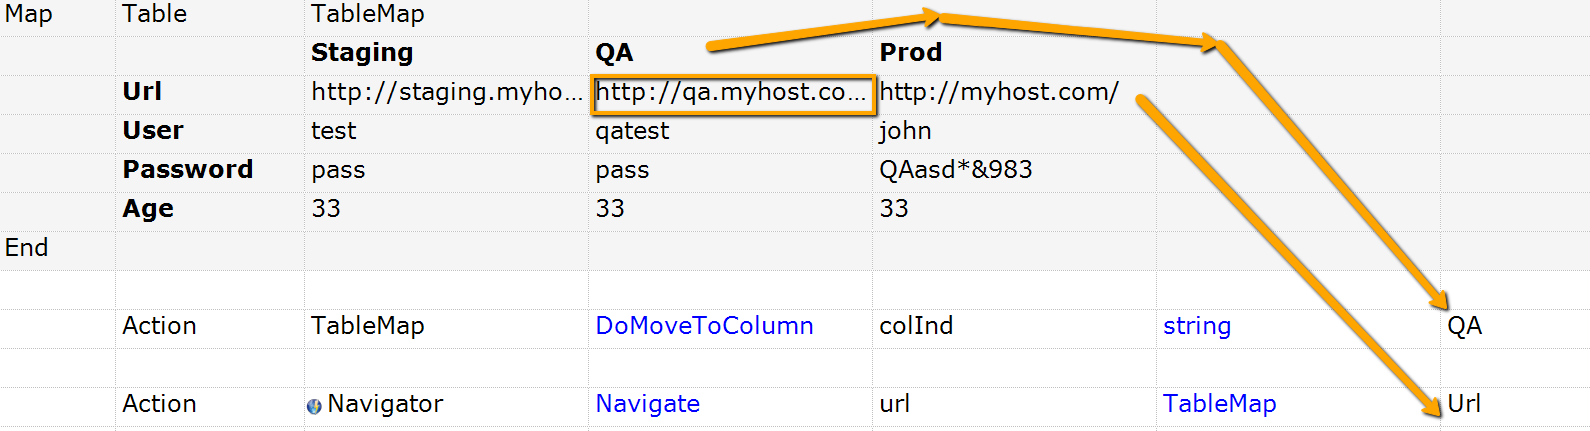 Map Table TableMap
Staging QA Prod
Url http://staging.myho... http://qa.myhost.co... http://myhost.com/
User test qatest john
Password pass pass QAasd*&983
Age 33 33 33
End
Action TableMap DoMoveToColumn colInd string QA
Action Navigator Navigate url TableMap Url